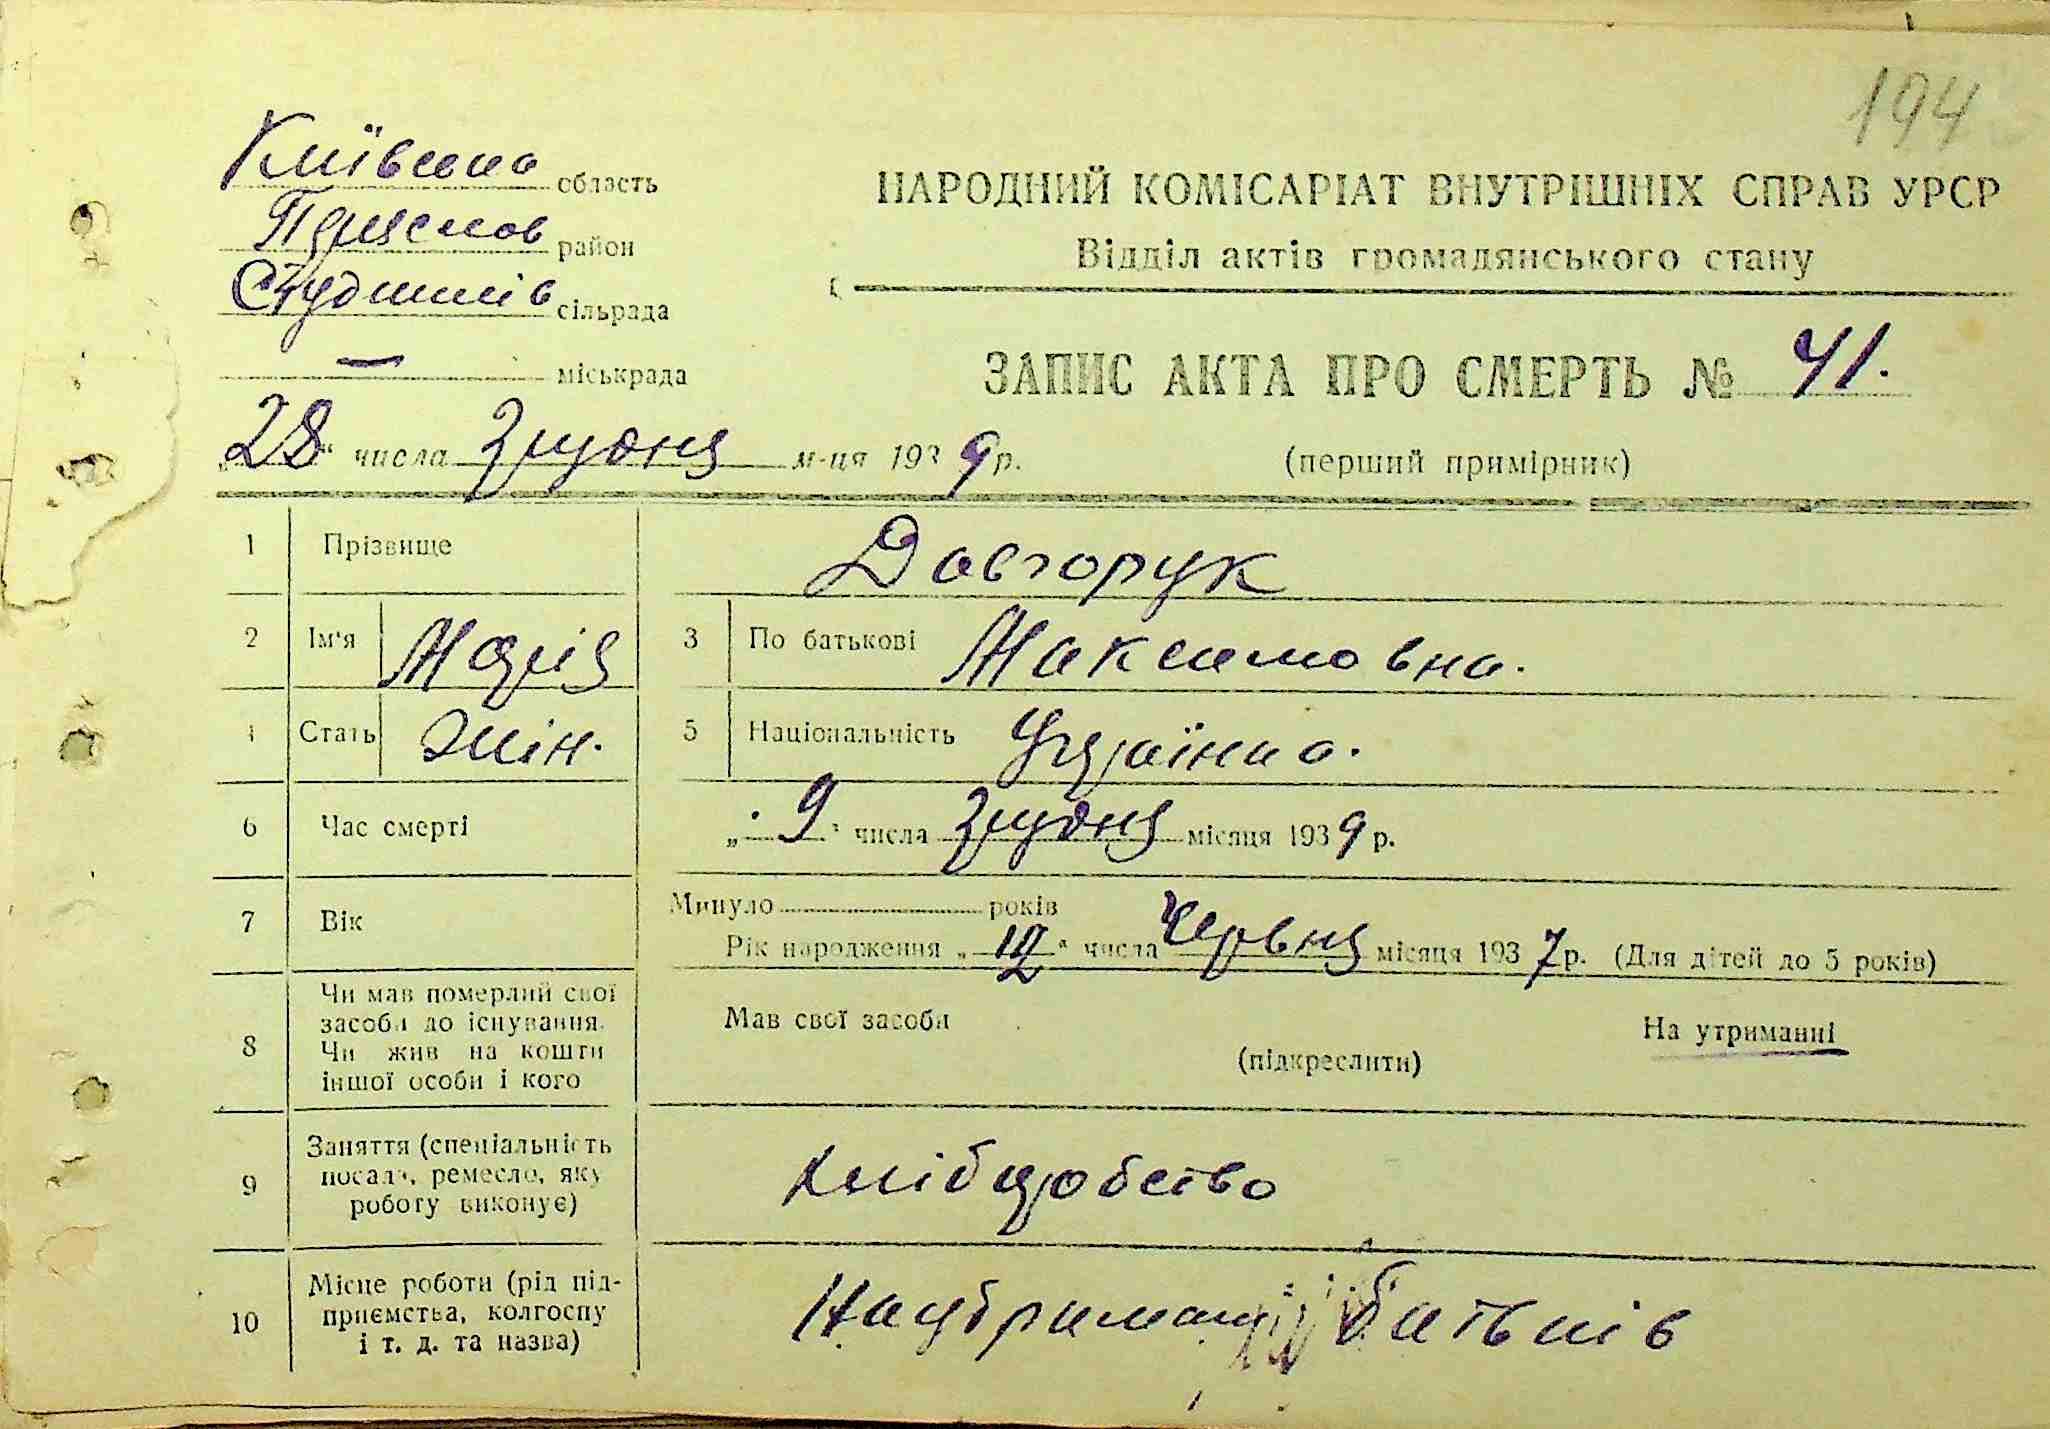 194
Київська область
Переяслов район
Студенків сільрада
— міськрада
НАРОДНИЙ КОМІСАРІАТ ВНУТРІШНІХ СПРАВ УРСР
Відділ актів громадянського стану
ЗАПИС АКТА ПРО СМЕРТЬ № 41.
„28“ числа грудня м-ця 1939 р.
(перший примірник)
1 Прізвище Довгорук
2 Ім'я Марія 3 По батькові Максимовна.
4 Стать жін. 5 Національність Українка.
6 Час смерті „9“ числа грудня місяця 1939 р.
7 Вік Минуло років
Рік народження „12“ числа Червня місяця 1937 р. (Для дітей до 5 років)
8 Чи мав померлий свої засоби до існування. Чи жив на кошти іншої особи і кого
Мав свої засоби
На утриманні
(підкреслити)
9 Заняття (спеціальність посада, ремесло, яку роботу виконує) хліборобство
10 Місце роботи (рід підприємства, колгоспу і т. д. та назва) На утриманні батьків